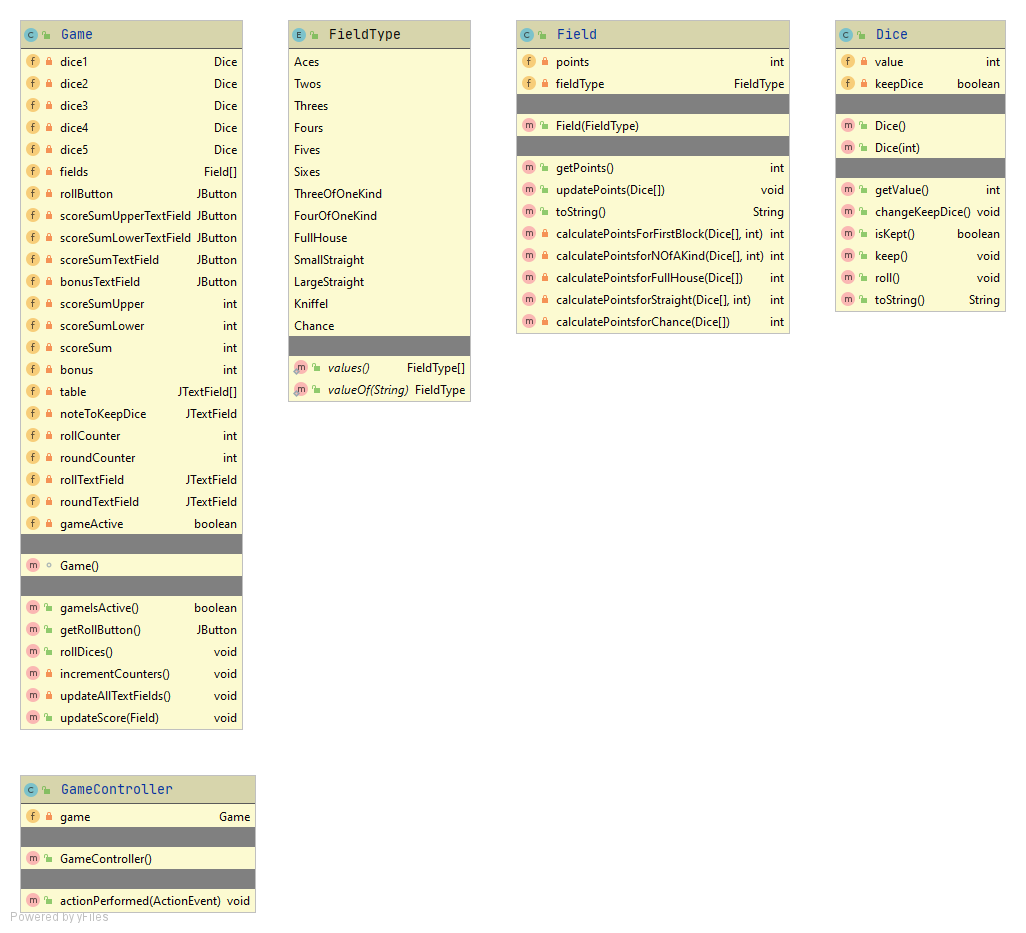 Game
dice1 Dice
dice2 Dice
dice3 Dice
dice4 Dice
dice5 Dice
fields Field[]
rollButton JButton
scoreSumUpperTextField JButton
scoreSumLowerTextField JButton
scoreSumTextField JButton
bonusTextField JButton
scoreSumUpper int
scoreSumLower int
scoreSum int
bonus int
table JTextField[]
noteToKeepDice JTextField
rollCounter int
roundCounter int
rollTextField JTextField
roundTextField JTextField
gameActive boolean
Game()
gameIsActive() boolean
getRollButton() JButton
rollDices() void
incrementCounters() void
updateAllTextFields() void
updateScore(Field) void
FieldType
Aces
Twos
Threes
Fours
Fives
Sixes
ThreeOfOneKind
FourOfOneKind
FullHouse
SmallStraight
LargeStraight
Kniffel
Chance
values() FieldType[]
valueOf(String) FieldType
Field
points int
fieldType FieldType
Field(FieldType)
getPoints() int
updatePoints(Dice[]) void
toString() String
calculatePointsForFirstBlock(Dice[], int) int
calculatePointsforNOfAKind(Dice[], int) int
calculatePointsforFullHouse(Dice[]) int
calculatePointsforStraight(Dice[], int) int
calculatePointsforChance(Dice[]) int
Dice
value int
keepDice boolean
Dice()
Dice(int)
getValue() int
changeKeepDice() void
isKept() boolean
keep() void
roll() void
toString() String
GameController
game Game
GameController()
actionPerformed(ActionEvent) void
Powered by yFiles